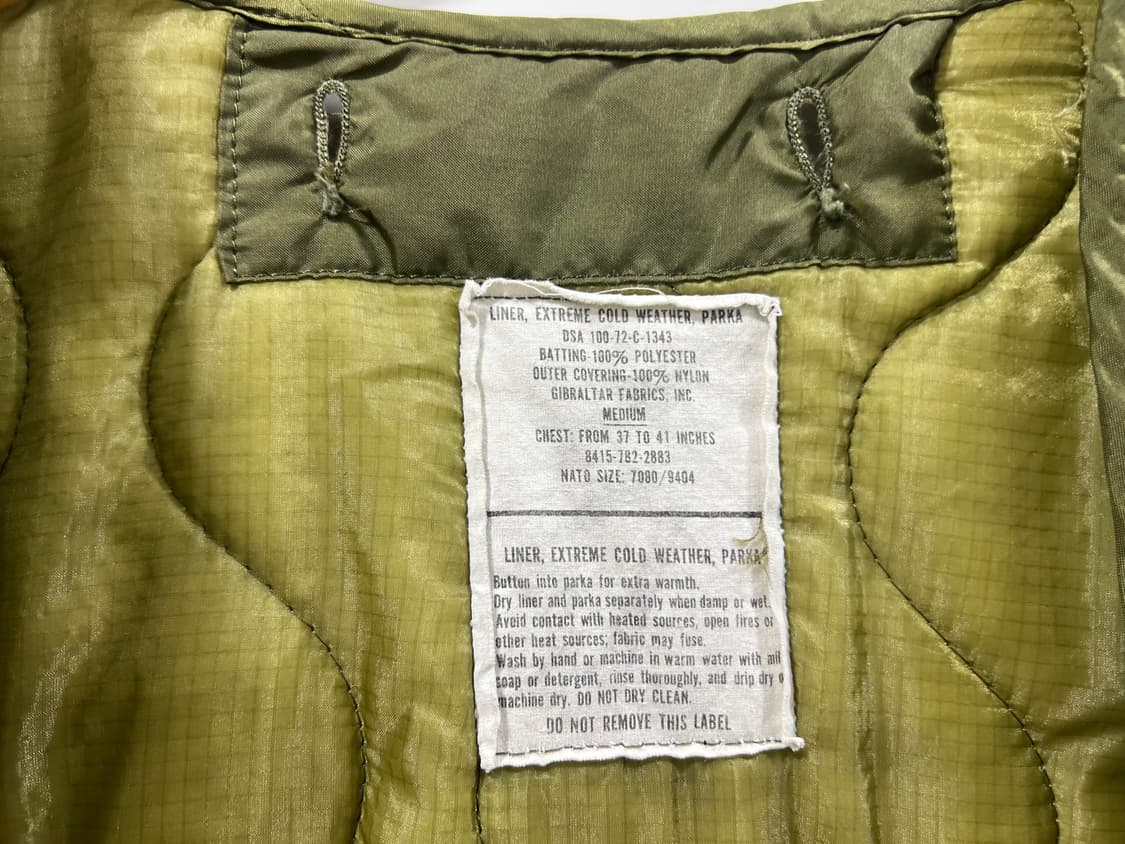 LINER, EXTREME COLD WEATHER, PARKA
DSA 100-72-C-1343
BATTING-100% POLYESTER
OUTER COVERING-100% NYLON
GIBRALTAR FABRICS, INC.
MEDIUM
CHEST: FROM 37 TO 41 INCHES
8415-782-2883
NATO SIZE: 7080/9404
LINER, EXTREME COLD WEATHER, PARKA
Button into parka for extra warmth.
Dry liner and parka separately when damp or wet.
Avoid contact with heated sources, open fires or
other heat sources; fabric may fuse.
Wash by hand or machine in warm water with mil
soap or detergent, rinse thoroughly, and drip dry o
machine dry. DO NOT DRY CLEAN.
DO NOT REMOVE THIS LABEL